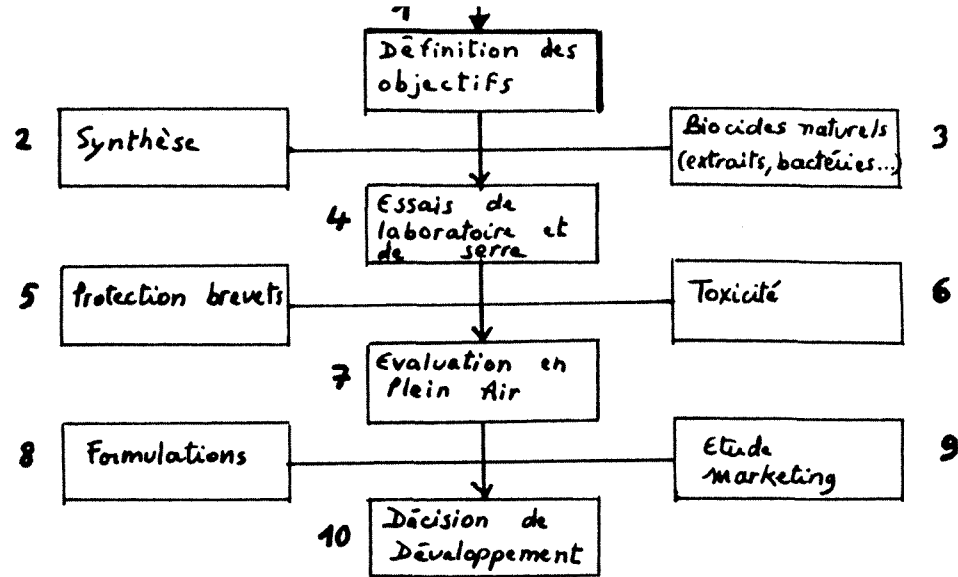 1
Définition des
objectifs
2
Synthèse
Biocides naturels
(extraits, bactéries...)
3
4
Essais de
laboratoire et
de serre
5
Protection brevets
Toxicité
6
7
Evaluation en
Plein Air
8
Formulations
Etude
marketing
9
10
Décision de
Développement